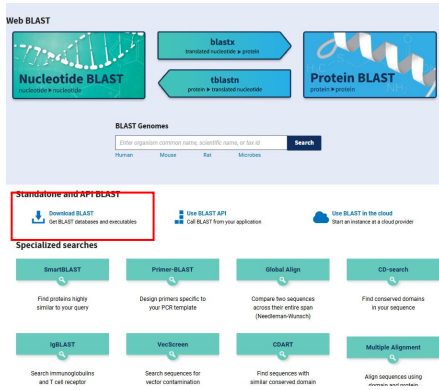 Web BLAST
blastx
translated nucleotide ▶ protein
Nucleotide BLAST
nucleotide ▶ nucleotide
tblastn
protein ▶ translated nucleotide
Protein BLAST
protein ▶ protein
BLAST Genomes
Enter organism common name, scientific name, or tax id
Search
Human Mouse Rat Microbes
Standalone and API BLAST
Download BLAST
Get BLAST databases and executables
Use BLAST API
Call BLAST from your application
Use BLAST in the cloud
Start an instance at a cloud provider
Specialized searches
SmartBLAST
Find proteins highly
similar to your query
Primer-BLAST
Design primers specific to
your PCR template
Global Align
Compare two sequences
across their entire span
(Needleman-Wunsch)
CD-search
Find conserved domains
in your sequence
IgBLAST
Search immunoglobulins
and T cell receptor
VecScreen
Search sequences for
vector contamination
CDART
Find sequences with
similar conserved domain
Multiple Alignment
Align sequences using
domain and protein